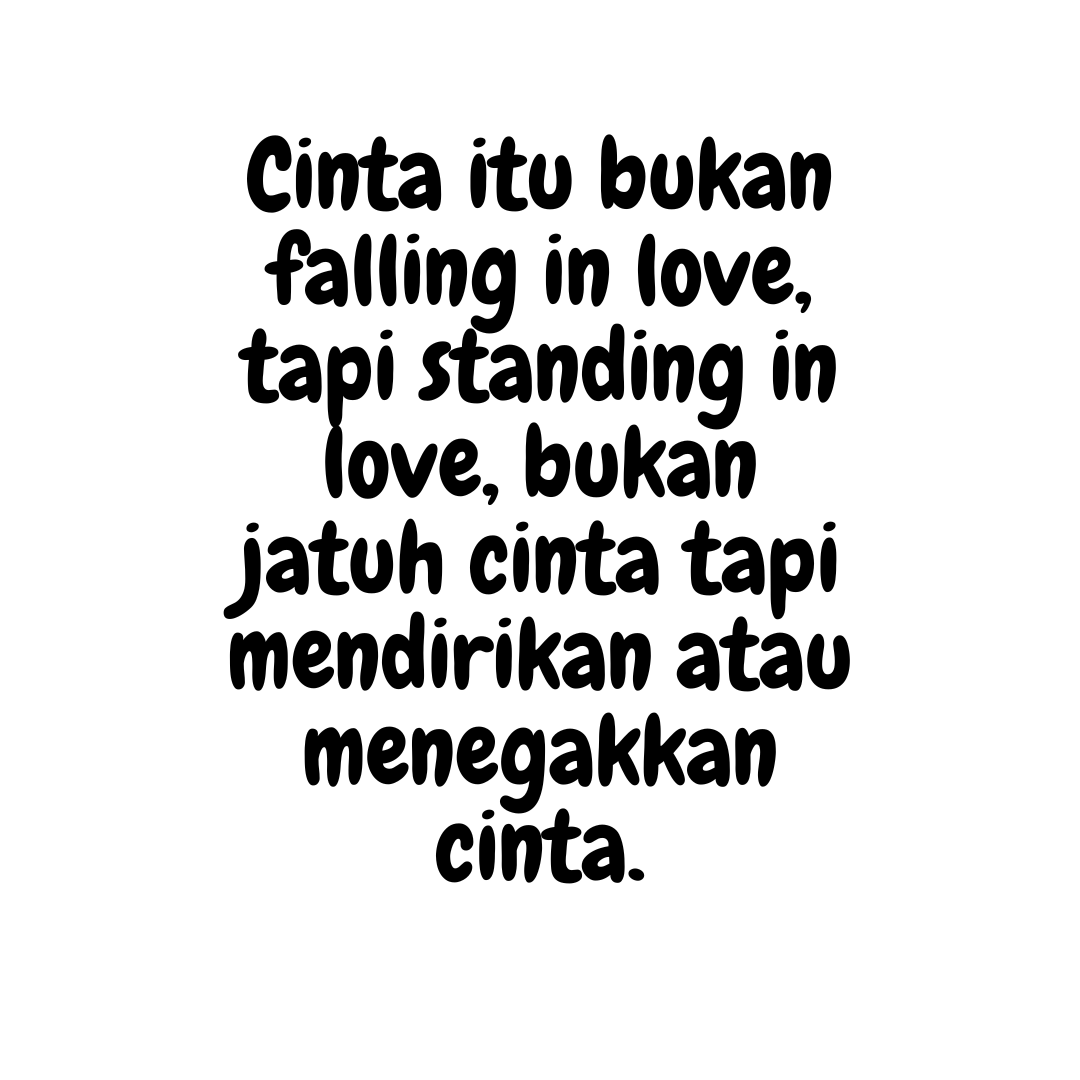 Cinta itu bukan
falling in love,
tapi standing in
love, bukan
jatuh cinta tapi
mendirikan atau
menegakkan
cinta.